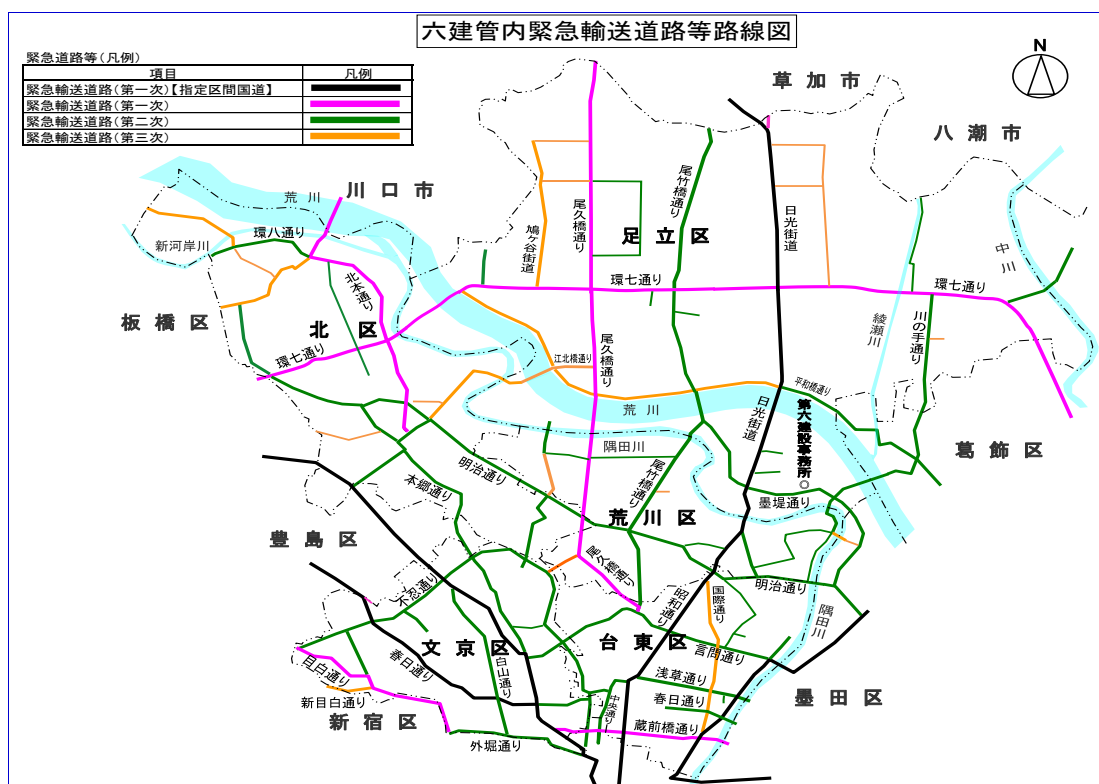 六建管内緊急輸送道路等路線図
緊急道路等(凡例)
項目 凡例
緊急輸送道路(第一次)【指定区間国道】
緊急輸送道路(第一次)
緊急輸送道路(第二次)
緊急輸送道路(第三次)
N
草加市
八潮市
川口市
荒川
新河岸川
環八通り
北本通り
鳩ヶ谷街道
尾久橋通り
尾竹橋通り
足立区
日光街道
中川
環七通り
環七通り
板橋区
北区
環七通り
尾久橋通り
江北橋通り
綾瀬川
川の手通り
平和橋通り
荒川
日光街道
第六建設事務所○
葛飾区
隅田川
尾竹橋通り
明治通り
本郷通り
墨堤通り
荒川区
豊島区
尾久橋通り
不忍通り
昭和通り
国際通り
明治通り
隅田川
文京区
台東区
言問通り
目白通り
春日通り
白山通り
浅草通り
春日通り
新目白通り
中央通り
蔵前橋通り
墨田区
新宿区
外堀通り